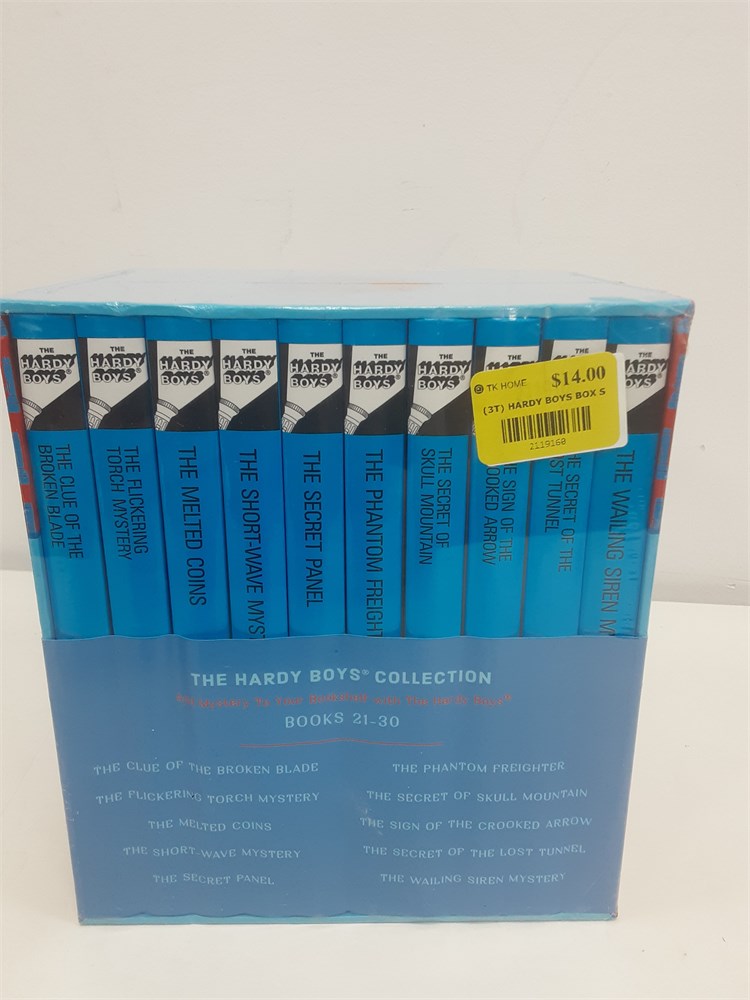 THE
HARDY
BOYS®
THE CLUE OF THE
BROKEN BLADE
THE
HARDY
BOYS®
THE FLICKERING
TORCH MYSTERY
THE
HARDY
BOYS®
THE MELTED COINS
THE
HARDY
BOYS®
THE SHORT-WAVE MYS
THE
HARDY
BOYS®
THE SECRET PANEL
THE
HARDY
BOYS®
THE PHANTOM FREIGHT
THE
HARDY
BOYS®
THE SECRET OF
SKULL MOUNTAIN
THE
HE SIGN OF THE
OOKED ARROW
THE
HE SECRET OF THE
ST TUNNEL
THE
HARDY
BOYS®
THE WAILING SIREN M
TK HOME $14.00
(3T) HARDY BOYS BOX S
2119160
THE HARDY BOYS® COLLECTION
BOOKS 21-30
THE CLUE OF THE BROKEN BLADE
THE FLICKERING TORCH MYSTERY
THE MELTED COINS
THE SHORT-WAVE MYSTERY
THE SECRET PANEL
THE PHANTOM FREIGHTER
THE SECRET OF SKULL MOUNTAIN
THE SIGN OF THE CROOKED ARROW
THE SECRET OF THE LOST TUNNEL
THE WAILING SIREN MYSTERY